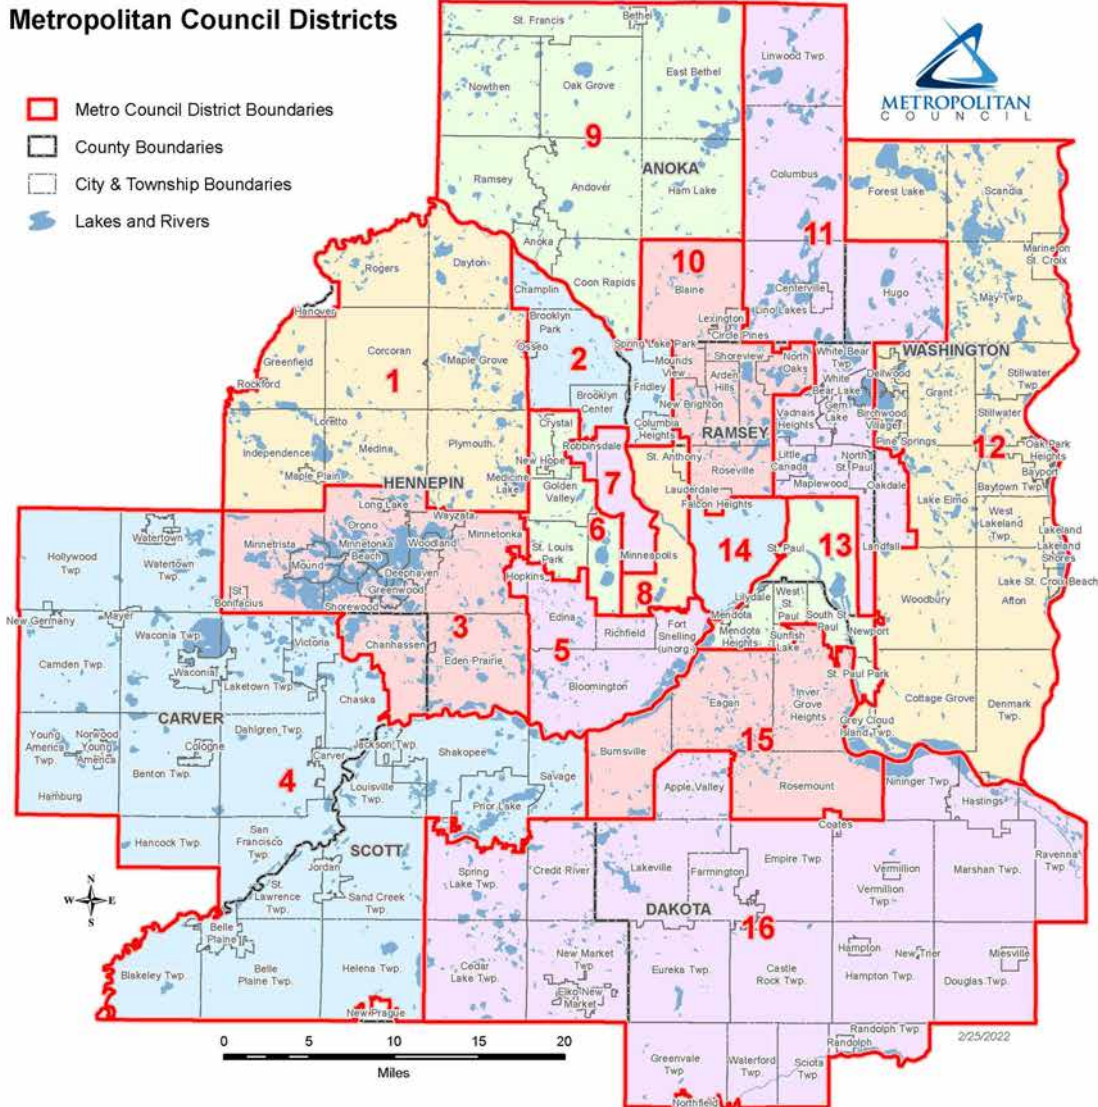 Metropolitan Council Districts
METROPOLITAN
COUNCIL
Metro Council District Boundaries
County Boundaries
City & Township Boundaries
Lakes and Rivers
St. Francis
Bethel
Linwood Twp.
Nowthen
Oak Grove
East Bethel
9
ANOKA
Ramsey
Andover
Ham Lake
Columbus
Forest Lake
Scandia
11
Anoka
Coon Rapids
10
Blaine
Centerville
Lino Lakes
Hugo
Marine on
St. Croix
May Twp.
Rogers
Dayton
Champlin
Hanover
Brooklyn
Park
Osseo
Lexington
Circle Pines
Greenfield
Corcoran
Maple Grove
1
2
Spring Lake Park
Mounds
View
Shoreview
North
Oaks
White Bear
Twp.
WASHINGTON
Rockford
Fridley
Arden
Hills
White
Bear Lake
Dellwood
Grant
Stillwater
Twp.
Brooklyn
Center
New Brighton
Gem
Lake
Birchwood
Village
Stillwater
Loretto
Crystal
Columbia
Heights
RAMSEY
Vadnais
Heights
Pine Springs
12
Oak Park
Heights
Independence
Medina
Plymouth
Robbinsdale
St. Anthony
Roseville
Little
Canada
North
St. Paul
Bayport
Maple Plain
HENNEPIN
Medicine
Lake
New Hope
Golden
Valley
7
Lauderdale
Falcon Heights
Maplewood
Oakdale
Baytown Twp.
Lake Elmo
Long Lake
Orono
Wayzata
West
Lakeland
Twp.
Lakeland
Lakeland
Shores
Hollywood
Twp.
Watertown
Watertown
Twp.
Minnetrista
Minnetonka
Beach
Woodland
Minnetonka
6
St. Louis
Park
Minneapolis
14
St. Paul
13
Landfall
Mound
Deephaven
Greenwood
Hopkins
8
Lake St. Croix Beach
St.
Bonifacius
Shorewood
Woodbury
Afton
New Germany
Mayer
Waconia Twp.
Victoria
Chanhassen
3
Edina
Richfield
Fort
Snelling
(unorg.)
Lilydale
Mendota
West
St.
Paul
South St.
Paul
Newport
Mendota
Heights
Sunfish
Lake
Camden Twp.
Waconia
Laketown Twp.
Chaska
Eden Prairie
5
Bloomington
St. Paul Park
Cottage Grove
Denmark
Twp.
CARVER
Dahlgren Twp.
Eagan
Inver
Grove
Heights
Grey Cloud
Island Twp.
Young
America
Twp.
Norwood
Young
America
Cologne
Benton Twp.
Carver
Jackson Twp.
Shakopee
Burnsville
15
Louisville
Twp.
Savage
Apple Valley
Rosemount
Nininger Twp.
Hamburg
4
Prior Lake
Hastings
Hancock Twp.
San
Francisco
Twp.
SCOTT
Coates
Jordan
Spring
Lake Twp.
Credit River
Lakeville
Farmington
Empire Twp.
Vermillion
Vermillion
Twp.
Marshan Twp.
Ravenna
Twp.
St.
Lawrence
Twp.
Sand Creek
Twp.
DAKOTA
16
Belle
Plaine
Blakeley Twp.
Belle
Plaine Twp.
Helena Twp.
Cedar
Lake Twp.
New Market
Twp
Elko New
Market
Eureka Twp.
Castle
Rock Twp.
Hampton
Hampton Twp.
New Trier
Miesville
Douglas Twp.
New Prague
Randolph Twp.
Randolph
Greenvale
Twp
Waterford
Twp.
Sciota
Twp
Northfield
N
W
E
S
0 5 10 15 20
Miles
2/25/2022